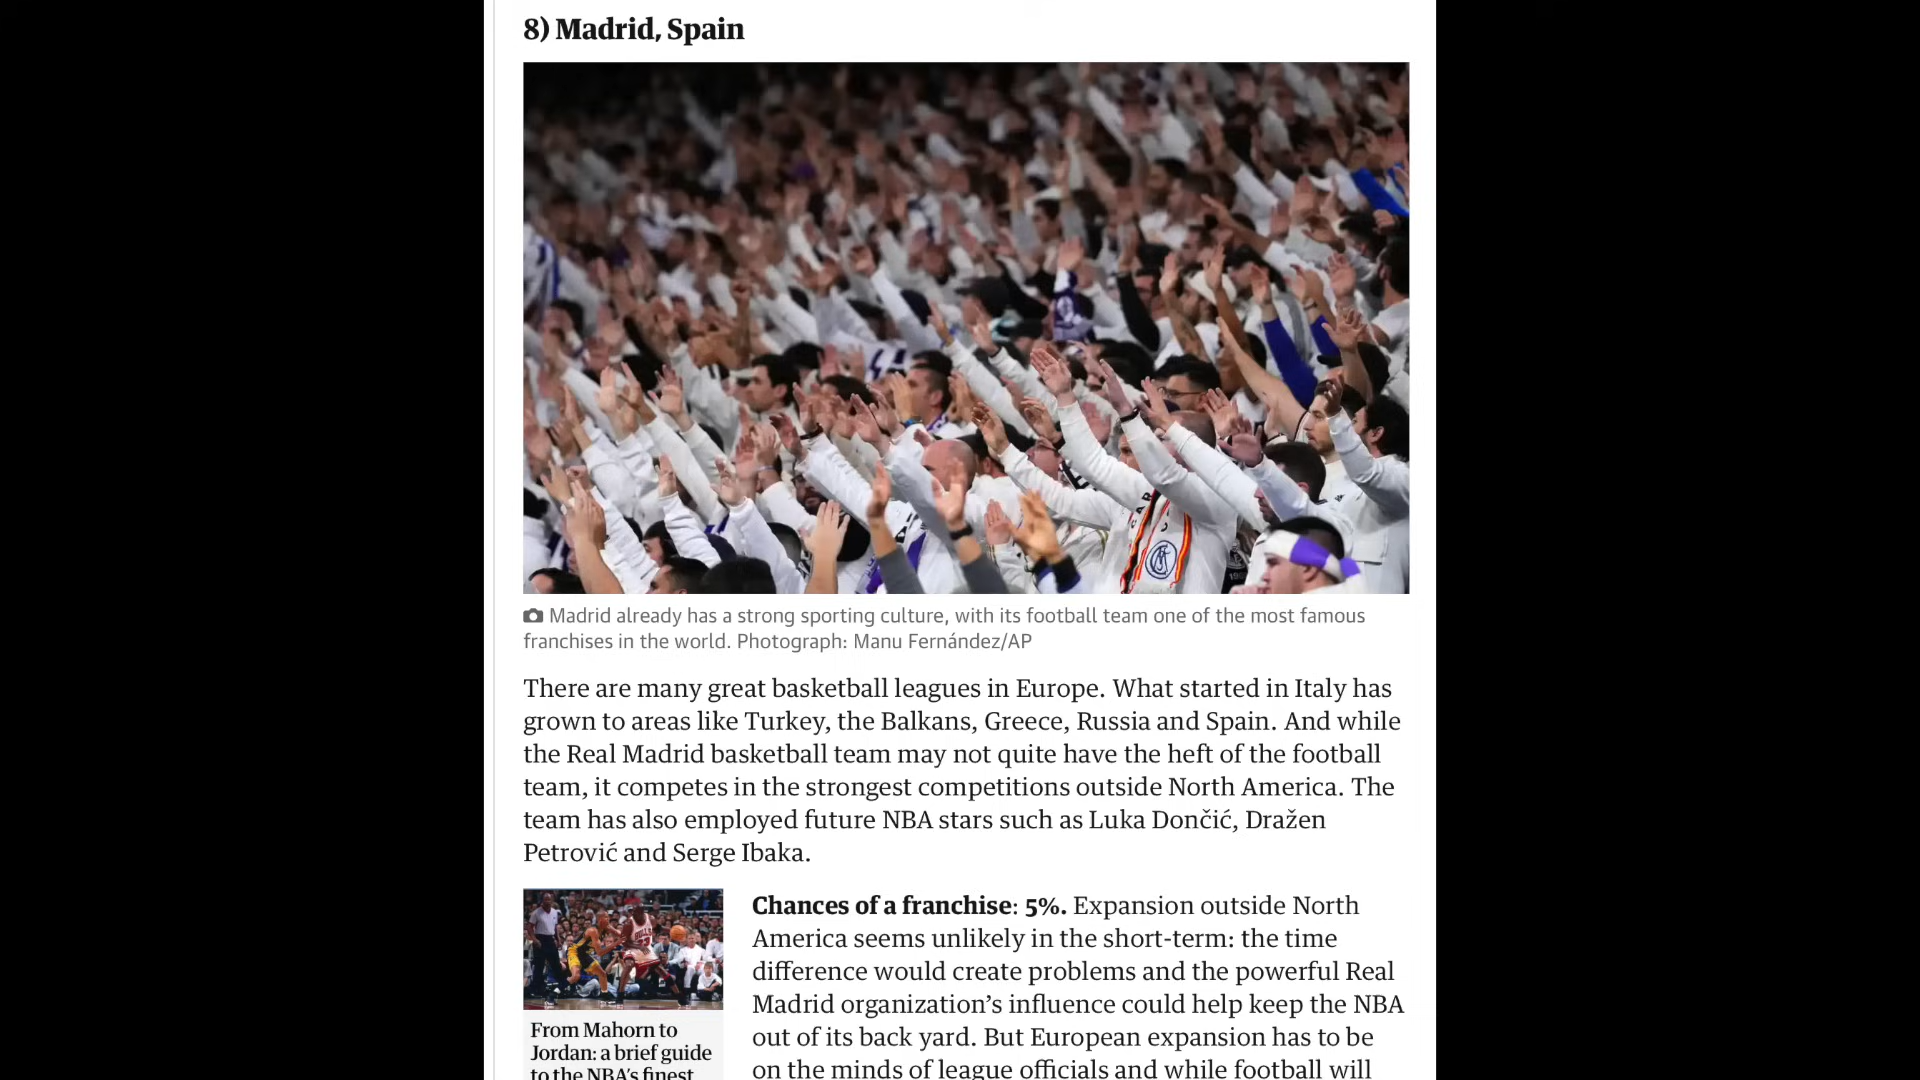 8) Madrid, Spain
Madrid already has a strong sporting culture, with its football team one of the most famous
franchises in the world. Photograph: Manu Fernández/AP
There are many great basketball leagues in Europe. What started in Italy has
grown to areas like Turkey, the Balkans, Greece, Russia and Spain. And while
the Real Madrid basketball team may not quite have the heft of the football
team, it competes in the strongest competitions outside North America. The
team has also employed future NBA stars such as Luka Dončić, Dražen
Petrović and Serge Ibaka.
From Mahorn to
Jordan: a brief guide
to the NBA's finest
Chances of a franchise: 5%. Expansion outside North
America seems unlikely in the short-term: the time
difference would create problems and the powerful Real
Madrid organization’s influence could help keep the NBA
out of its back yard. But European expansion has to be
on the minds of league officials and while football will